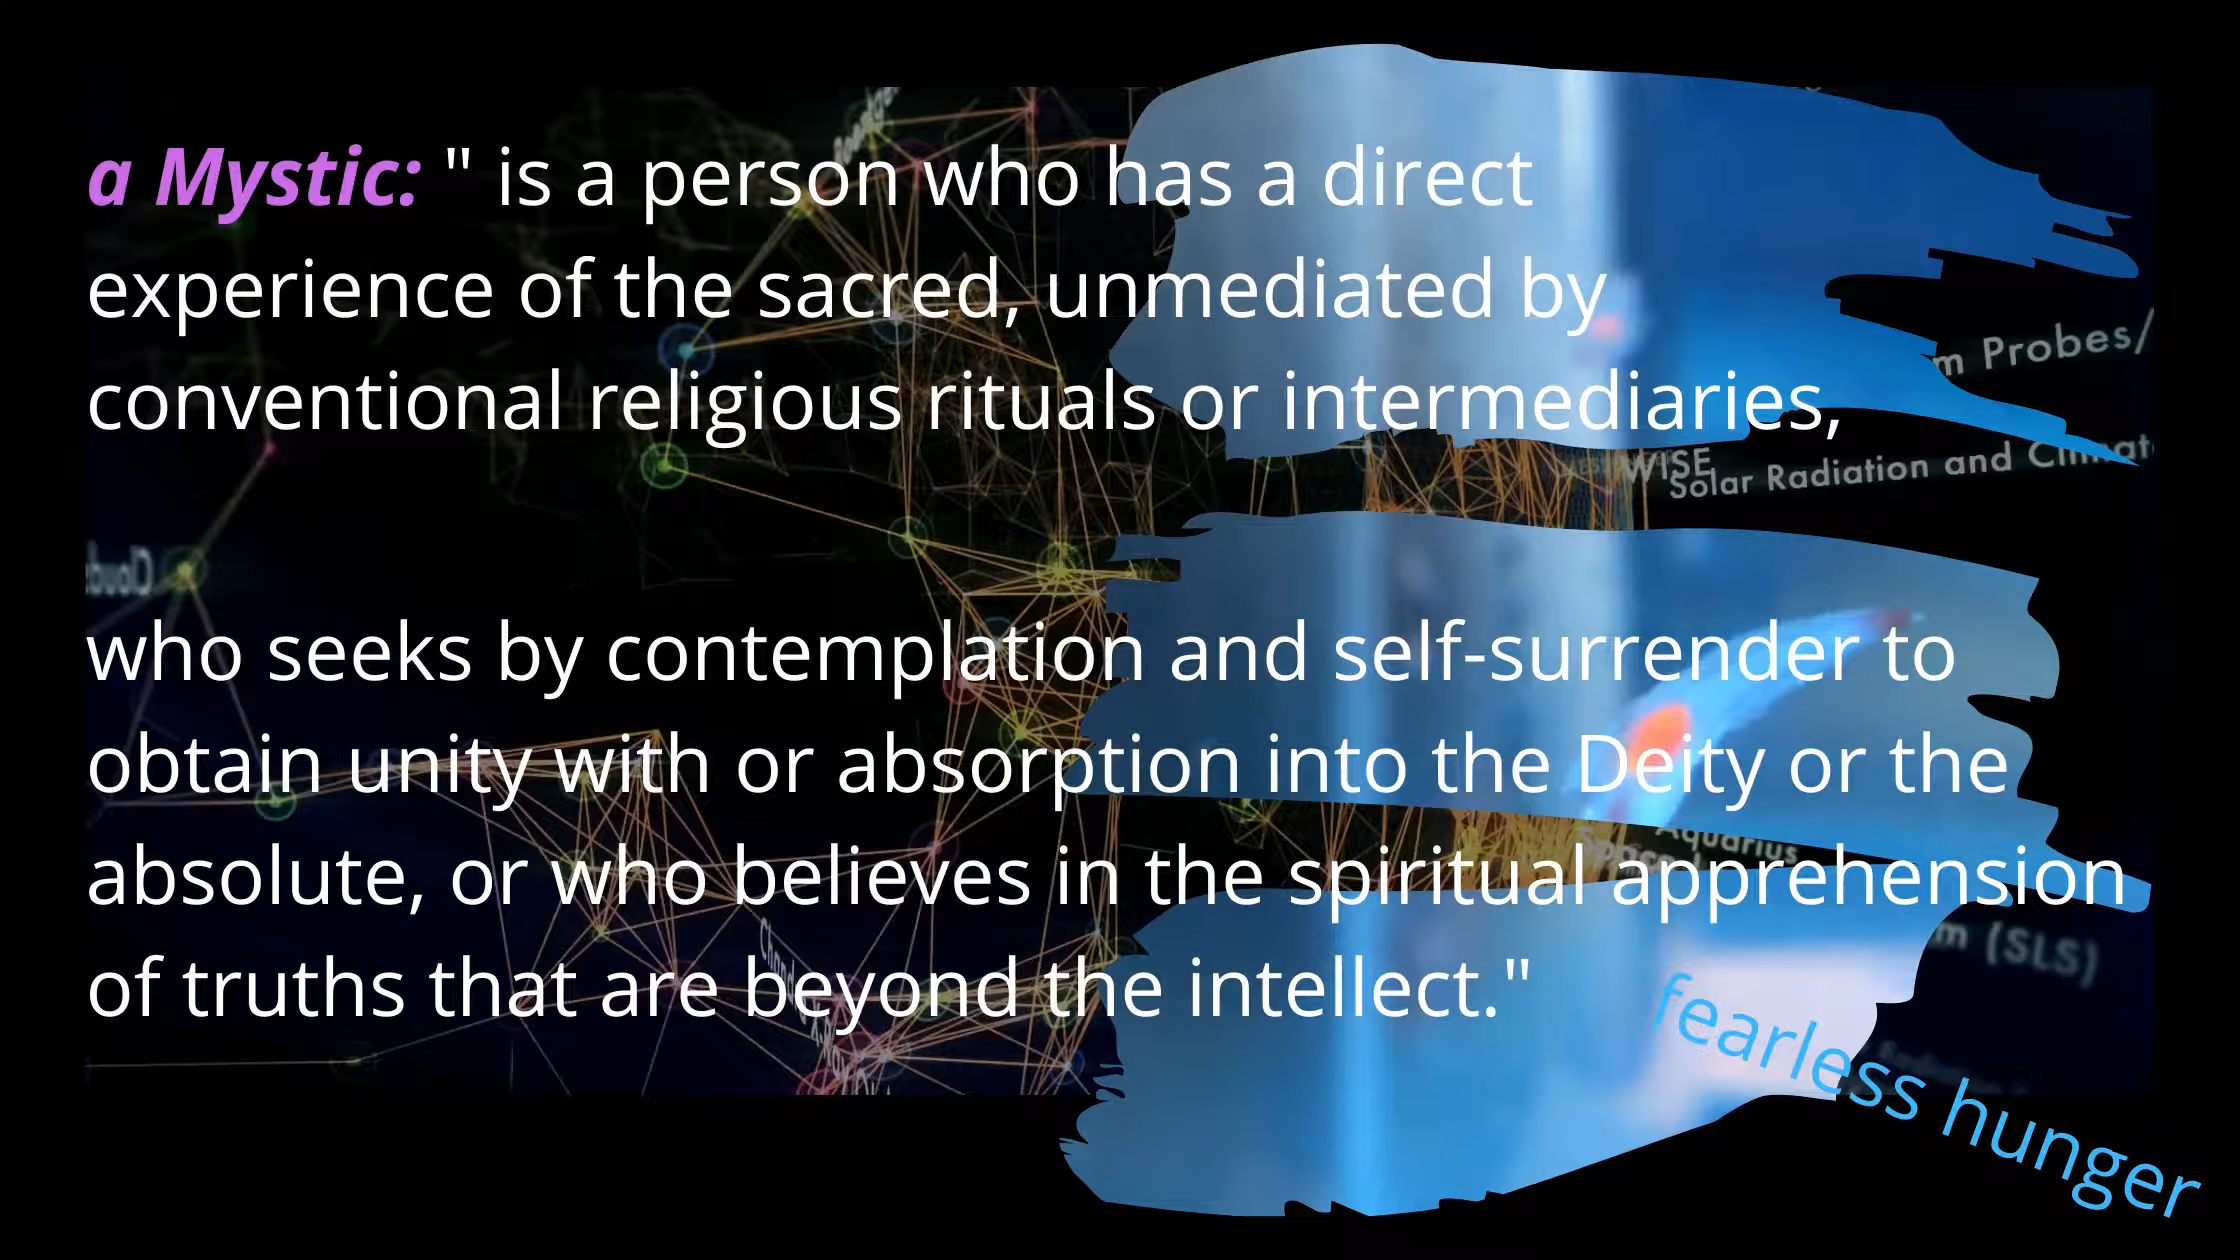 a Mystic: " is a person who has a direct
experience of the sacred, unmediated by
conventional religious rituals or intermediaries,
who seeks by contemplation and self-surrender to
obtain unity with or absorption into the Deity or the
absolute, or who believes in the spiritual apprehension
of truths that are beyond the intellect."
fearless hunger
m Probes/
WISE
Solar Radiation and
Aquarius
m (SLS)